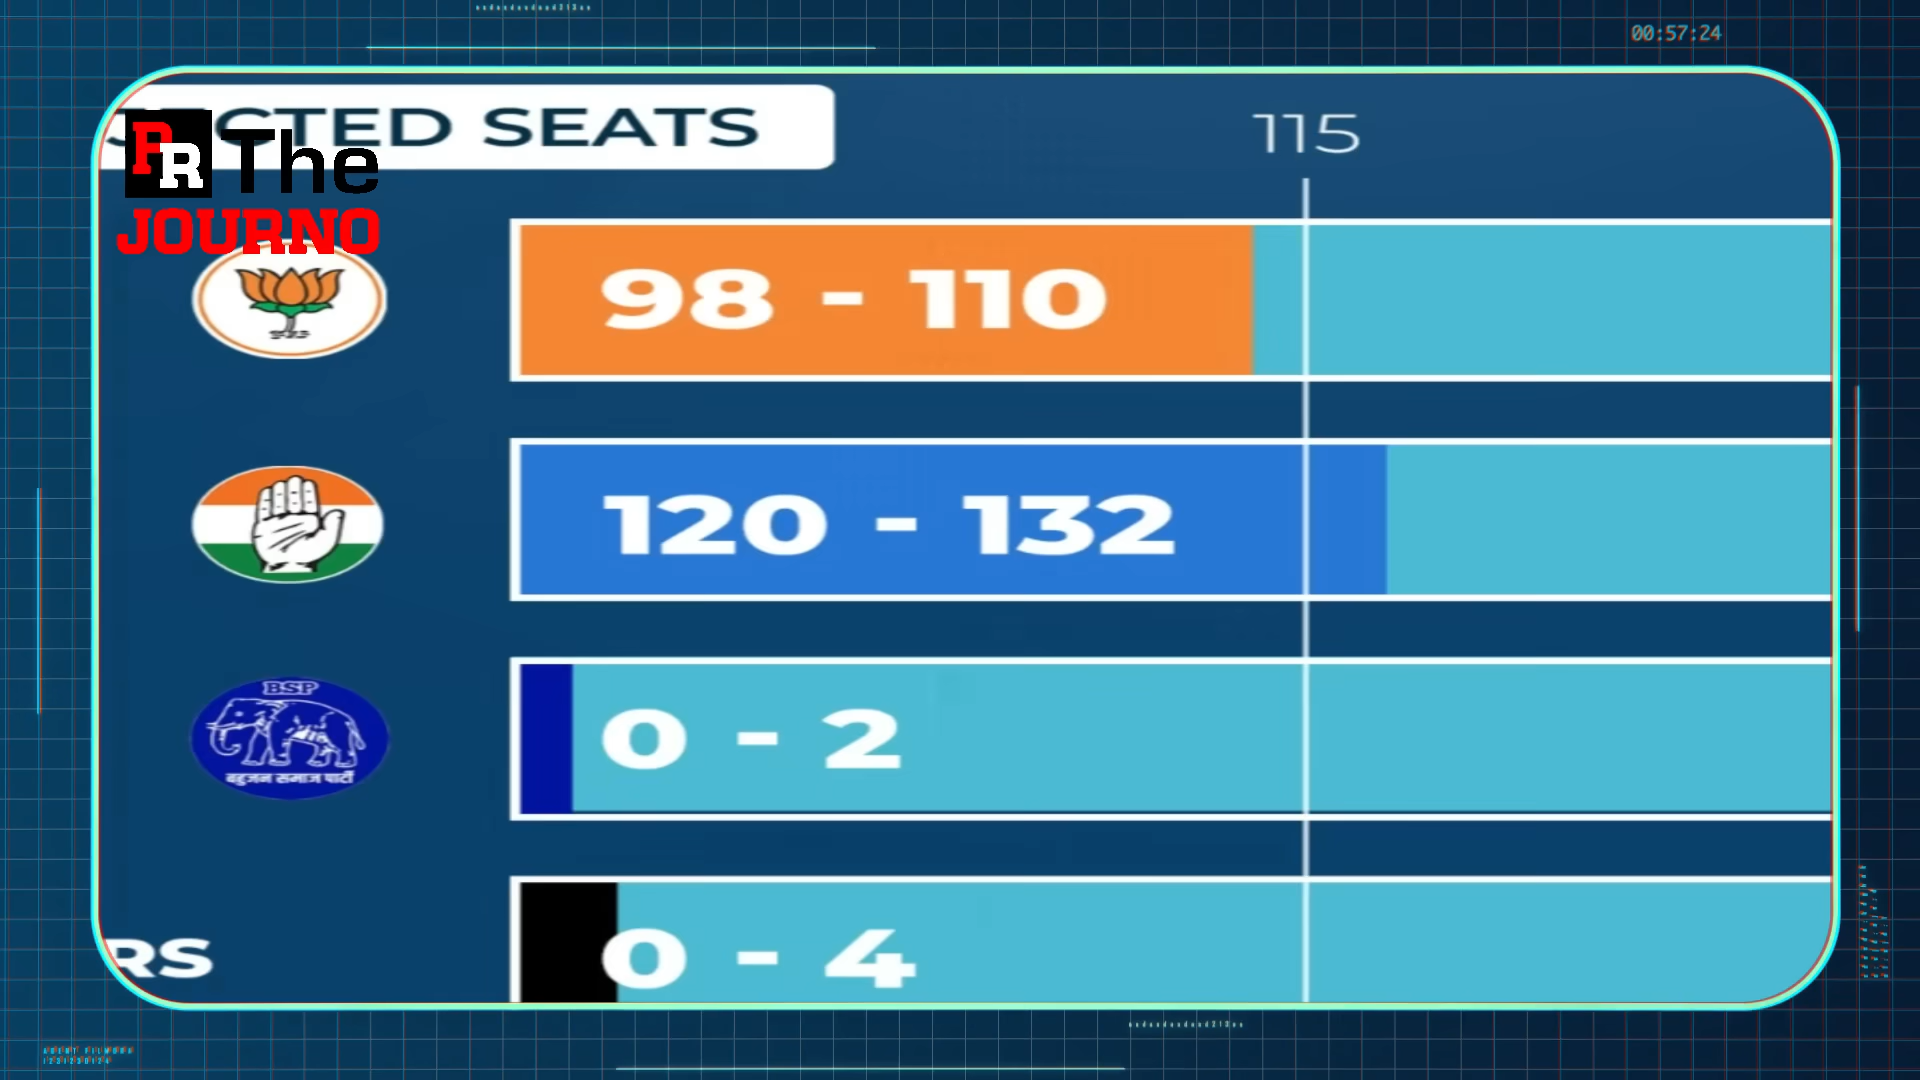 00:57:24
CTED SEATS
115
PR The
JOURNO
98 - 110
120 - 132
BSP
बहुजन समाज पार्टी
0 - 2
RS
0 - 4